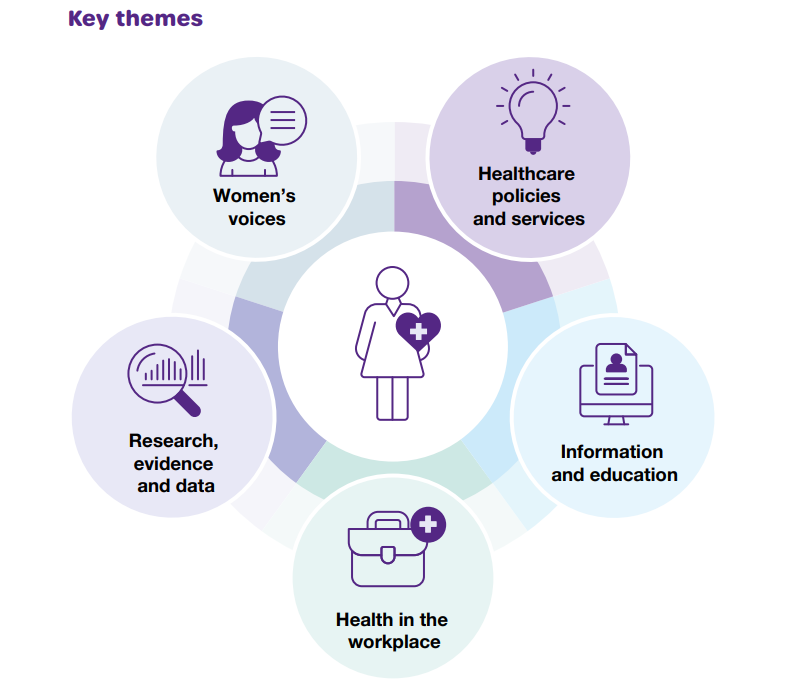 Key themes
Women's
voices
Healthcare
policies
and services
Research,
evidence
and data
Information
and education
Health in the
workplace